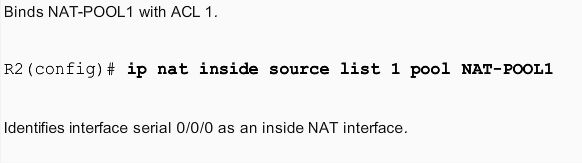 Binds NAT-POOL1 with ACL 1.
R2(config)# ip nat inside source list 1 pool NAT-POOL1
Identifies interface serial 0/0/0 as an inside NAT interface.